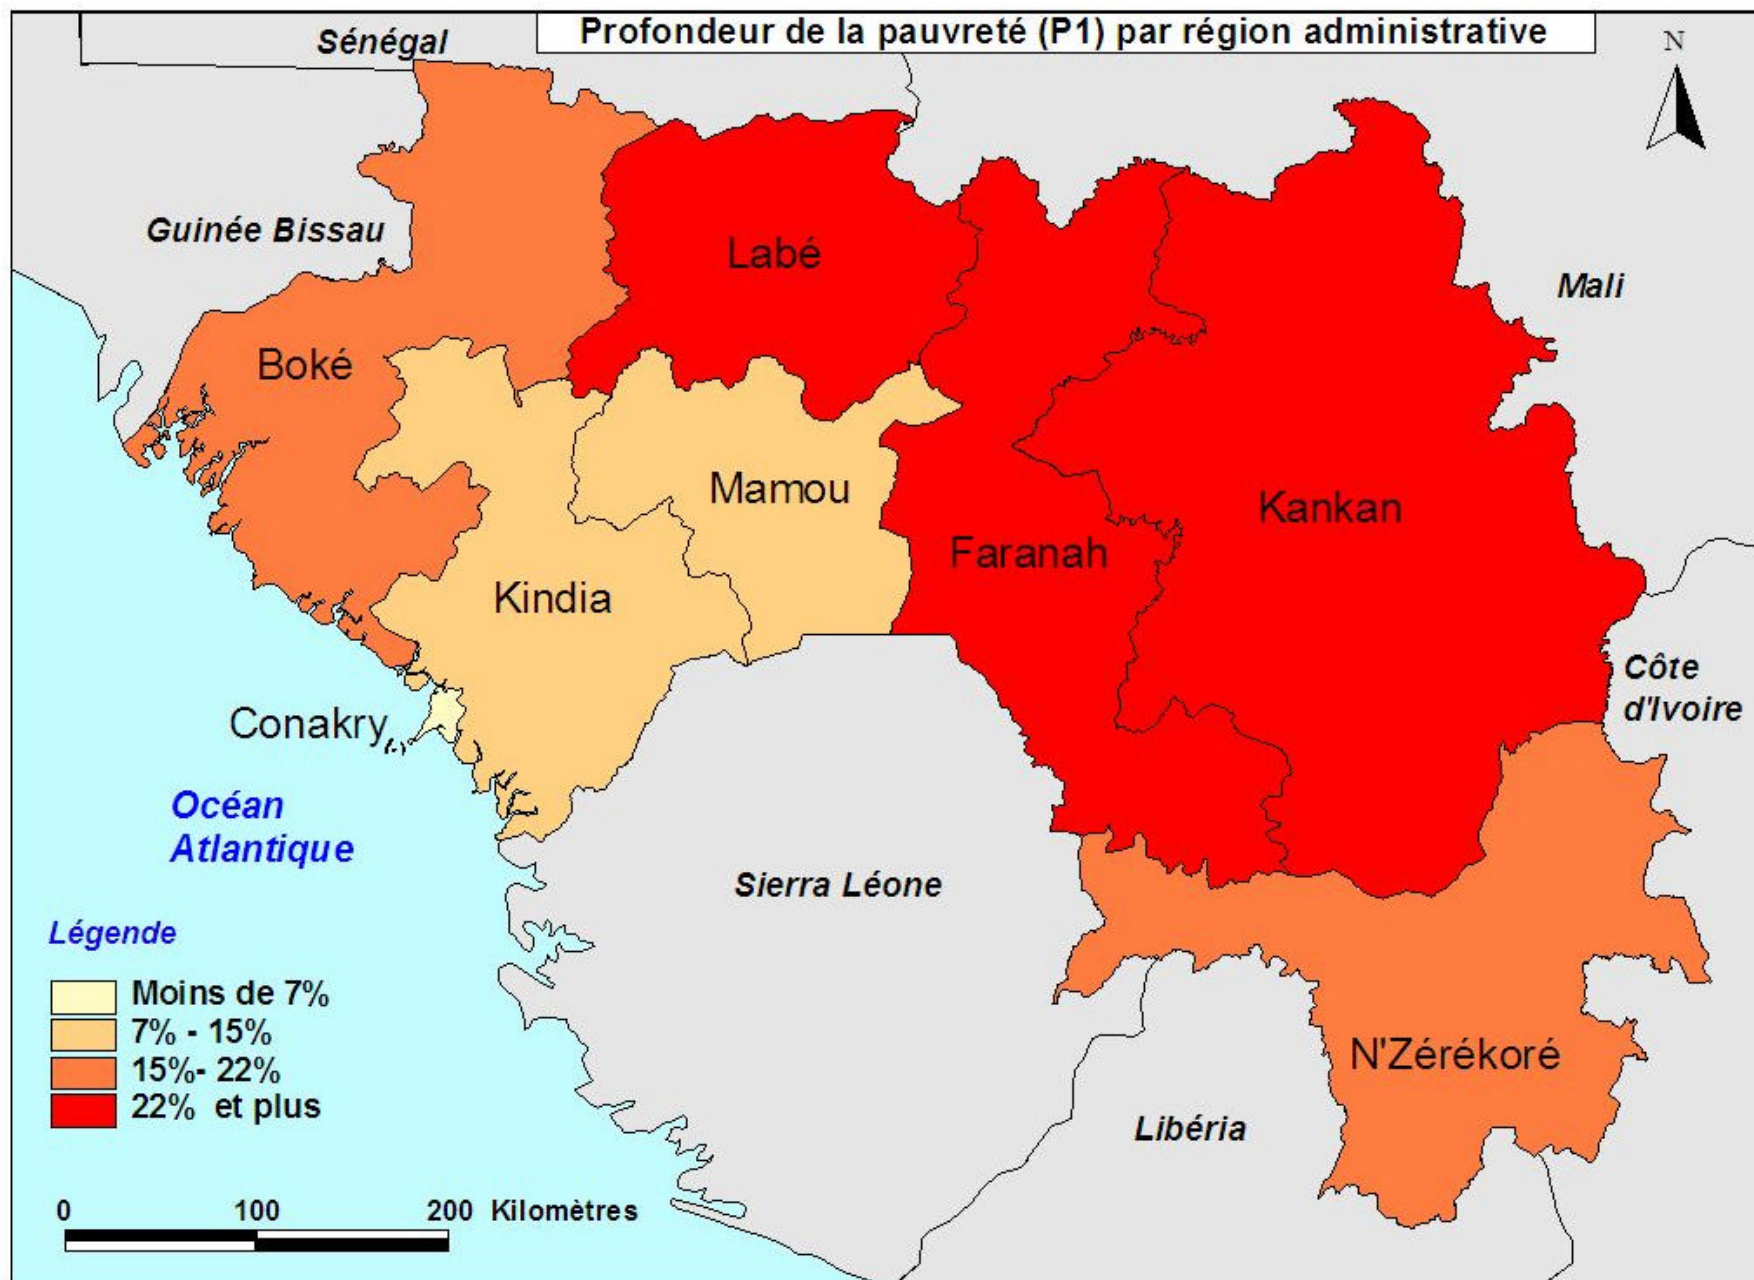 Profondeur de la pauvreté (P1) par région administrative
Sénégal
N
Guinée Bissau
Labé
Mali
Boké
Mamou
Kankan
Faranah
Kindia
Côte
d'Ivoire
Conakry
Océan
Atlantique
Sierra Léone
Légende
Moins de 7%
7% - 15%
15%- 22%
22% et plus
N'Zérékoré
Libéria
0 100 200 Kilomètres